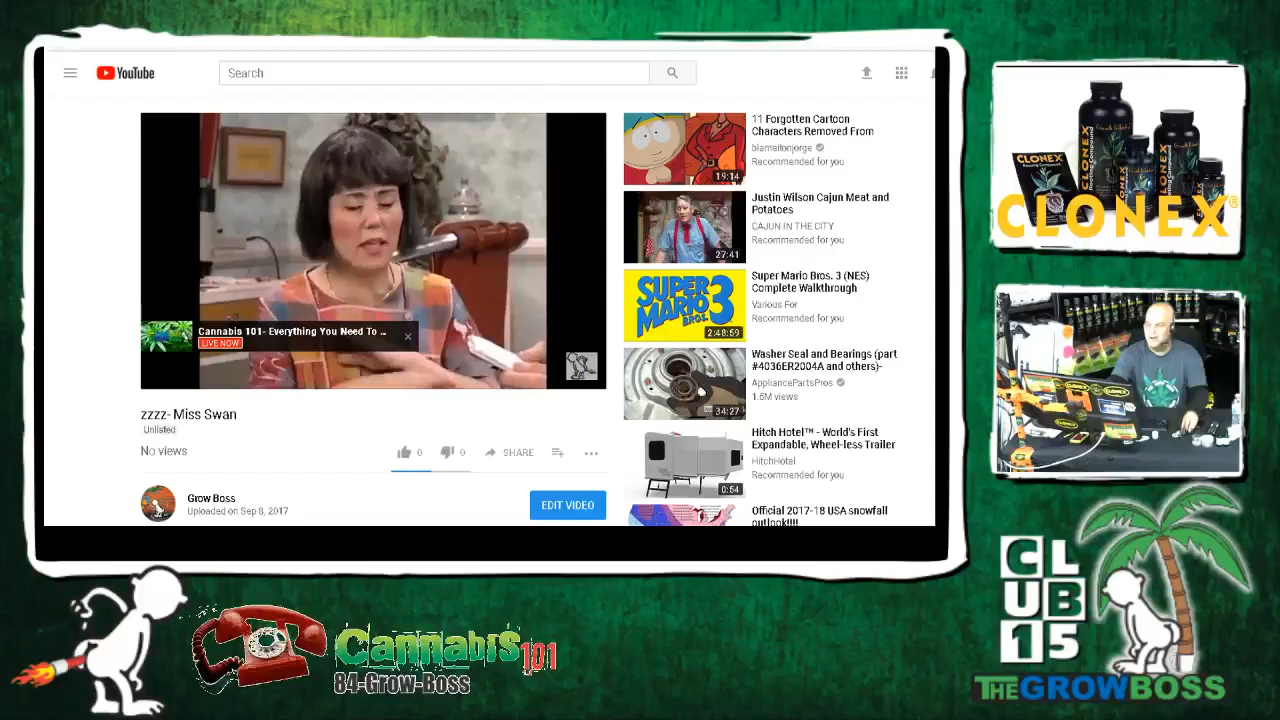 YouTube
Search
Cannabis 101- Everything You Need To ...
LIVE NOW
zzzz- Miss Swan
Unlisted
No views
0
0
SHARE
Grow Boss
Uploaded on Sep 8, 2017
EDIT VIDEO
19:14
11 Forgotten Cartoon
Characters Removed From
blameitonjorge
Recommended for you
27:41
Justin Wilson Cajun Meat and
Potatoes
CAJUN IN THE CITY
Recommended for you
SUPER
MARIO
BROS.
3
2:48:59
Super Mario Bros. 3 (NES)
Complete Walkthrough
Various For
Recommended for you
34:27
Washer Seal and Bearings (part
#4036ER2004A and others)-
AppliancePartsPros
1.5M views
0:54
Hitch Hotel™ - World's First
Expandable, Wheel-less Trailer
HitchHotel
Recommended for you
Official 2017-18 USA snowfall
outlook!!!!
CLONEX
CLONEX
CLONEX
CLONEX®
Cannabis 101
84-Grow-Boss
CLUB
15
THEGROWBOSS